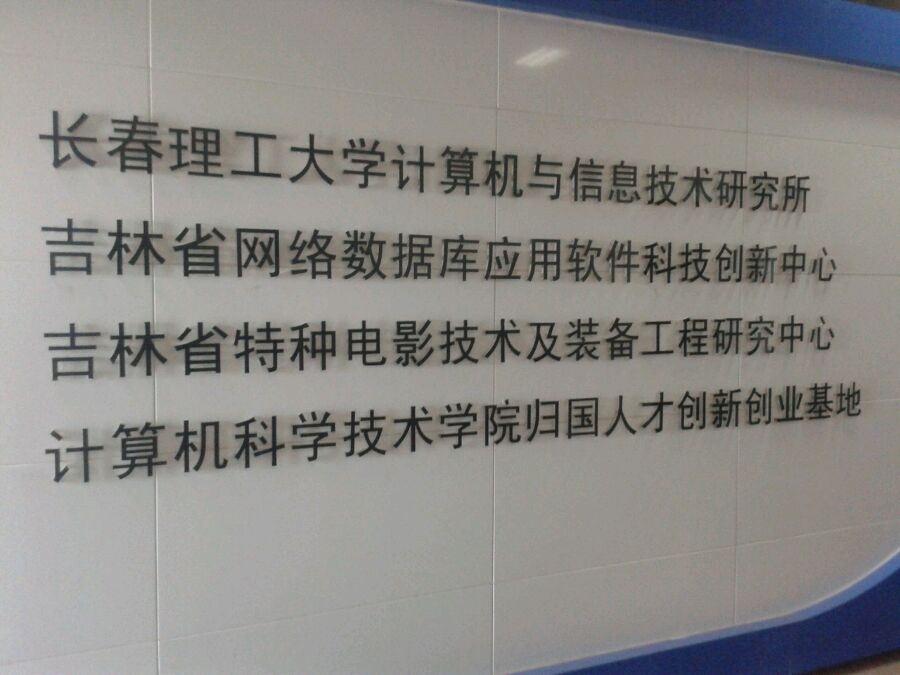 长春理工大学计算机与信息技术研究所
吉林省网络数据库应用软件科技创新中心
吉林省特种电影技术及装备工程研究中心
计算机科学技术学院归国人才创新创业基地